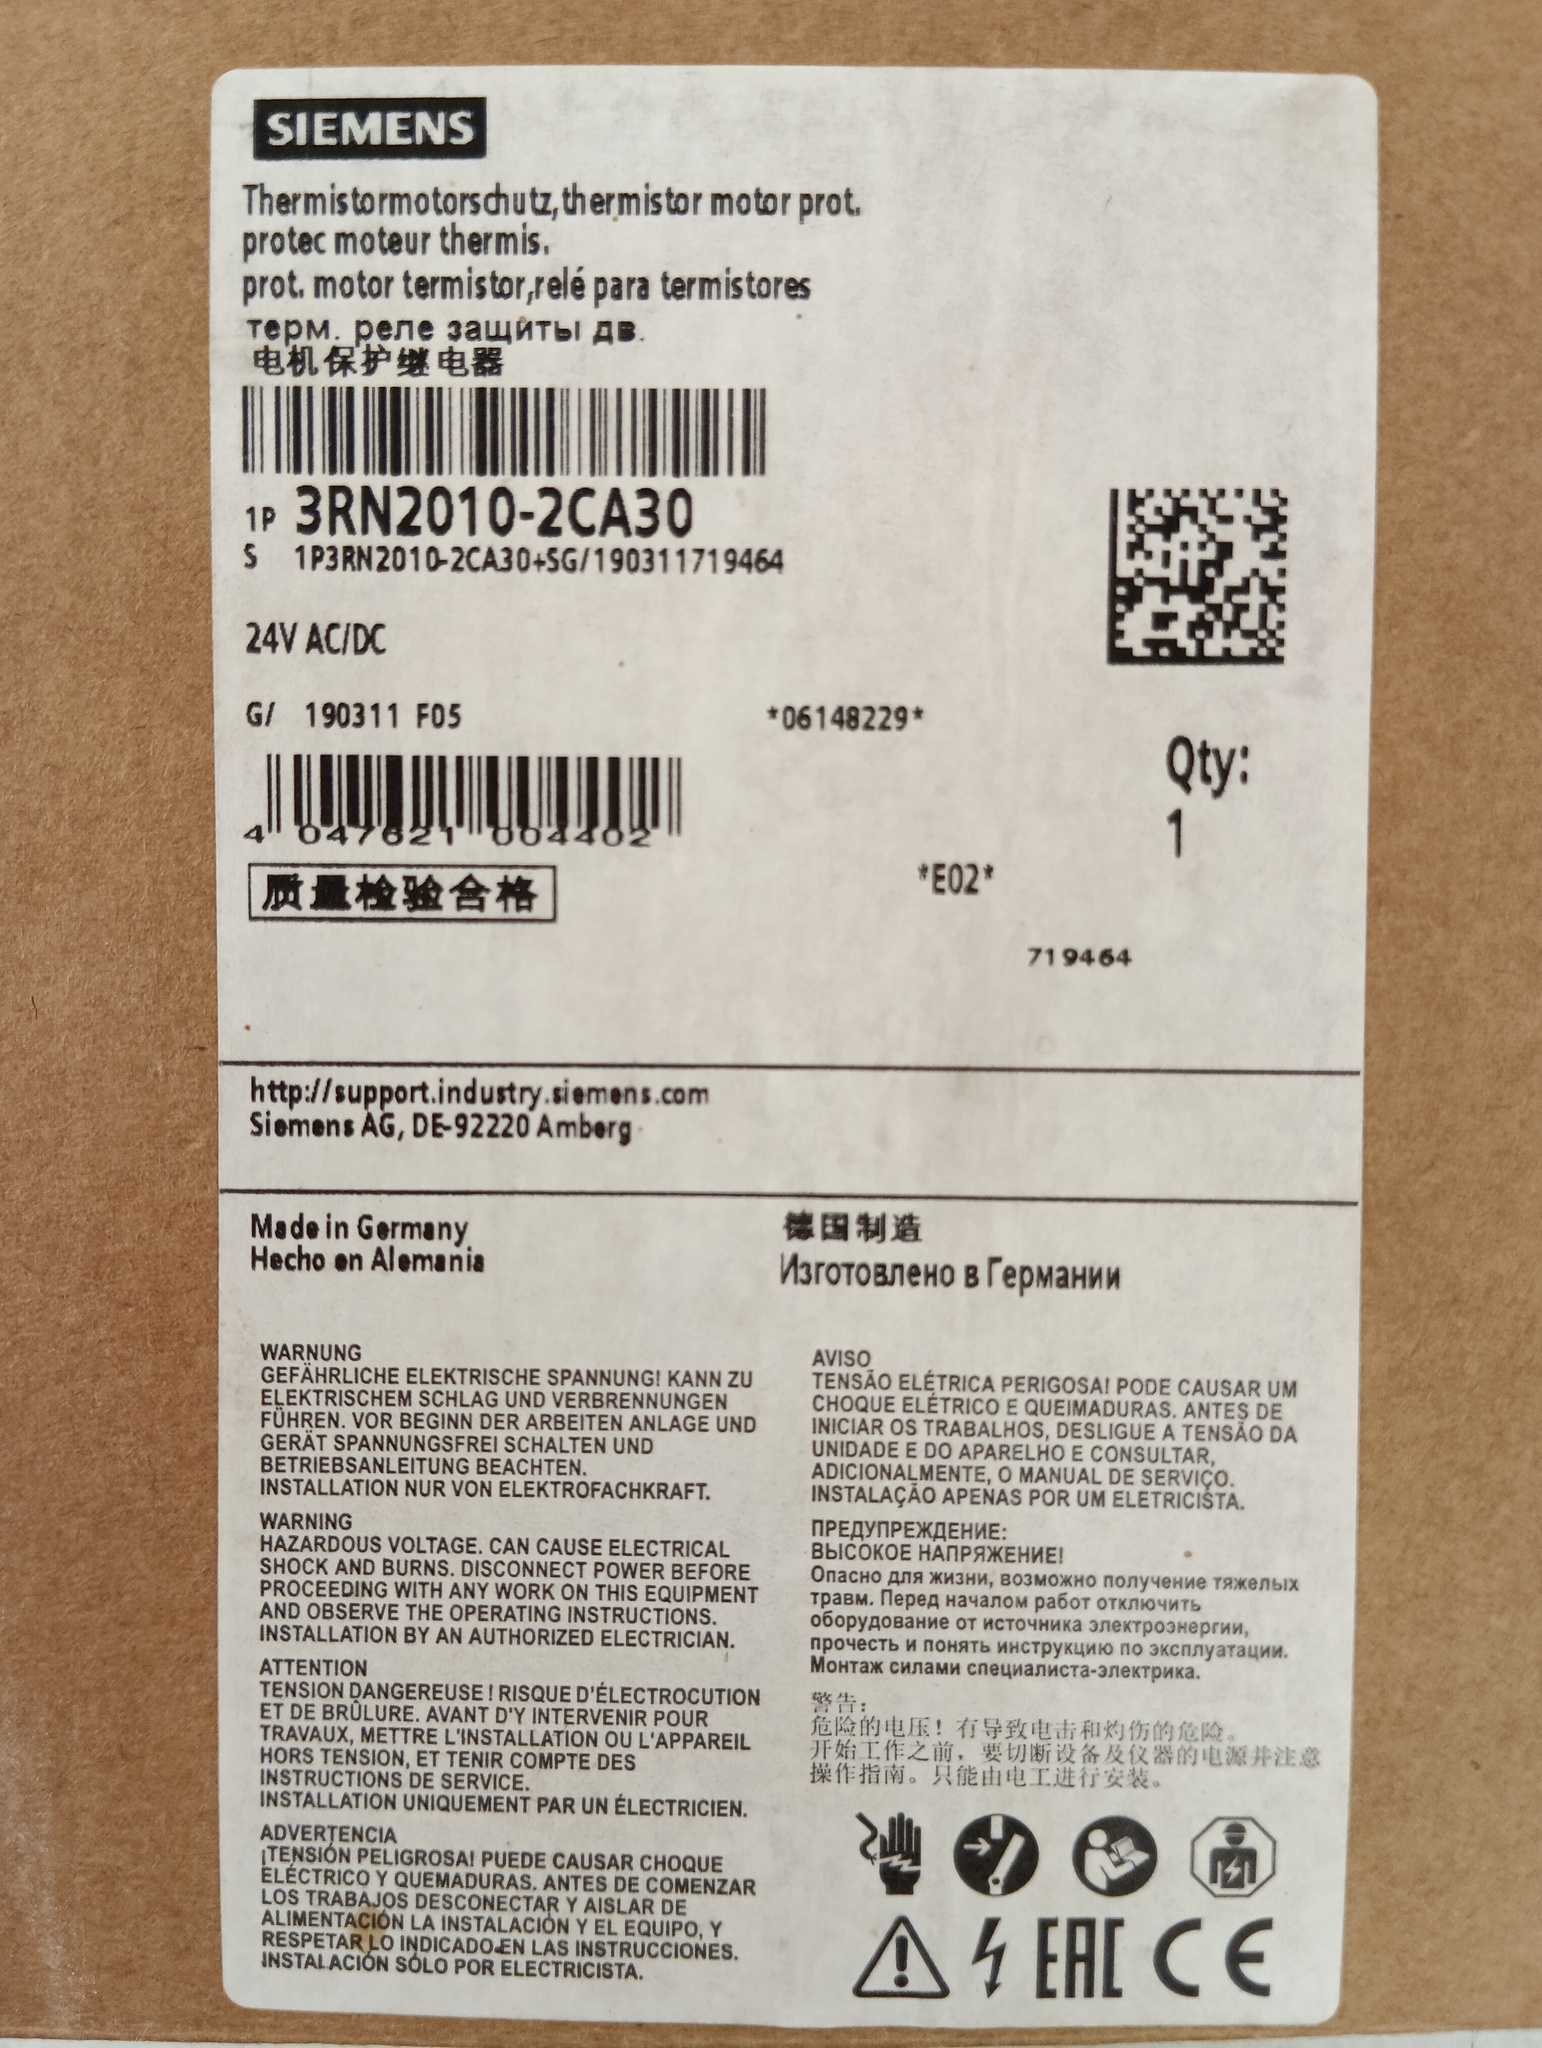 SIEMENS
Thermistormotorschutz,thermistor motor prot.
protec moteur thermis.
prot. motor termistor,relé para termistores
терм. реле защиты дв.
电机保护继电器
1P 3RN2010-2CA30
S 1P3RN2010-2CA30+SG/190311719464
24V AC/DC
G/ 190311 F05 *06148229*
Qty:
1
4 047621 004402
质量检验合格
*E02*
719464
http://support.industry.siemens.com
Siemens AG, DE-92220 Amberg
Made in Germany
Hecho en Alemania
德国制造
Изготовлено в Германии
WARNUNG
GEFÄHRLICHE ELEKTRISCHE SPANNUNG! KANN ZU
ELEKTRISCHEM SCHLAG UND VERBRENNUNGEN
FÜHREN. VOR BEGINN DER ARBEITEN ANLAGE UND
GERÄT SPANNUNGSFREI SCHALTEN UND
BETRIEBSANLEITUNG BEACHTEN.
INSTALLATION NUR VON ELEKTROFACHKRAFT.
WARNING
HAZARDOUS VOLTAGE. CAN CAUSE ELECTRICAL
SHOCK AND BURNS. DISCONNECT POWER BEFORE
PROCEEDING WITH ANY WORK ON THIS EQUIPMENT
AND OBSERVE THE OPERATING INSTRUCTIONS.
INSTALLATION BY AN AUTHORIZED ELECTRICIAN.
ATTENTION
TENSION DANGEREUSE ! RISQUE D'ÉLECTROCUTION
ET DE BRÛLURE. AVANT D'Y INTERVENIR POUR
TRAVAUX, METTRE L'INSTALLATION OU L'APPAREIL
HORS TENSION, ET TENIR COMPTE DES
INSTRUCTIONS DE SERVICE.
INSTALLATION UNIQUEMENT PAR UN ÉLECTRICIEN.
ADVERTENCIA
¡TENSIÓN PELIGROSA! PUEDE CAUSAR CHOQUE
ELÉCTRICO Y QUEMADURAS. ANTES DE COMENZAR
LOS TRABAJOS DESCONECTAR Y AISLAR DE
ALIMENTACIÓN LA INSTALACIÓN Y EL EQUIPO, Y
RESPETAR LO INDICADO EN LAS INSTRUCCIONES.
INSTALACIÓN SÓLO POR ELECTRICISTA.
AVISO
TENSÃO ELÉTRICA PERIGOSA! PODE CAUSAR UM
CHOQUE ELÉTRICO E QUEIMADURAS. ANTES DE
INICIAR OS TRABALHOS, DESLIGUE A TENSÃO DA
UNIDADE E DO APARELHO E CONSULTAR,
ADICIONALMENTE, O MANUAL DE SERVIÇO.
INSTALAÇÃO APENAS POR UM ELETRICISTA.
ПРЕДУПРЕЖДЕНИЕ:
ВЫСОКОЕ НАПРЯЖЕНИЕ!
Опасно для жизни, возможно получение тяжелых
травм. Перед началом работ отключить
оборудование от источника электроэнергии,
прочесть и понять инструкцию по эксплуатации.
Монтаж силами специалиста-электрика.
警告：
危险的电压！有导致电击和灼伤的危险。
开始工作之前，要切断设备及仪器的电源并注意
操作指南。只能由电工进行安装。
EAC CE